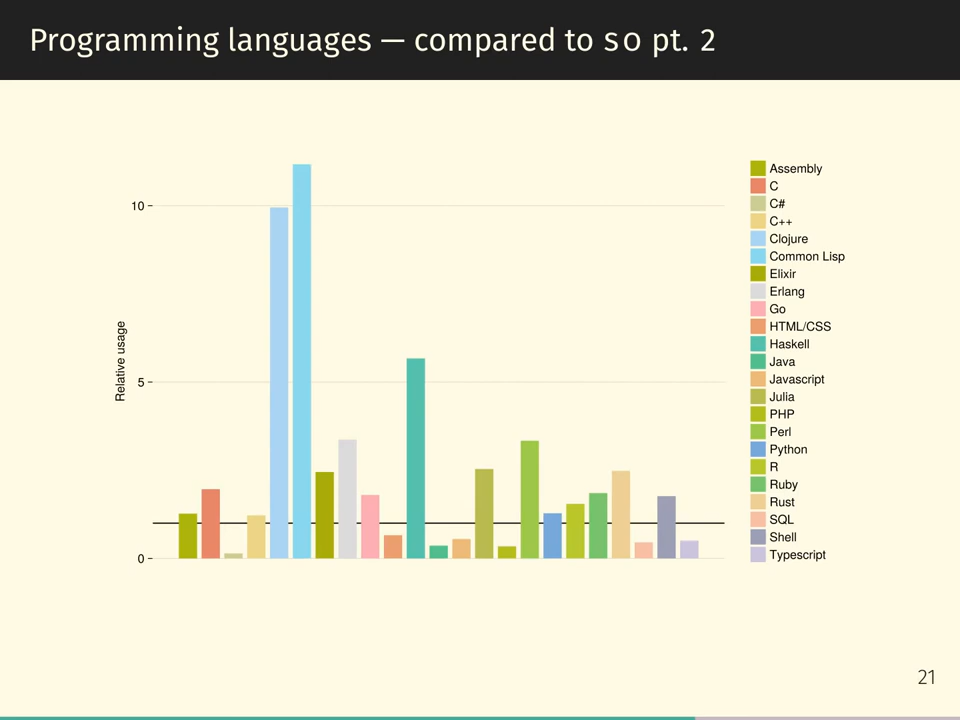 Programming languages — compared to SO pt. 2
10
5
0
Relative usage
Assembly
C
C#
C++
Clojure
Common Lisp
Elixir
Erlang
Go
HTML/CSS
Haskell
Java
Javascript
Julia
PHP
Perl
Python
R
Ruby
Rust
SQL
Shell
Typescript
21